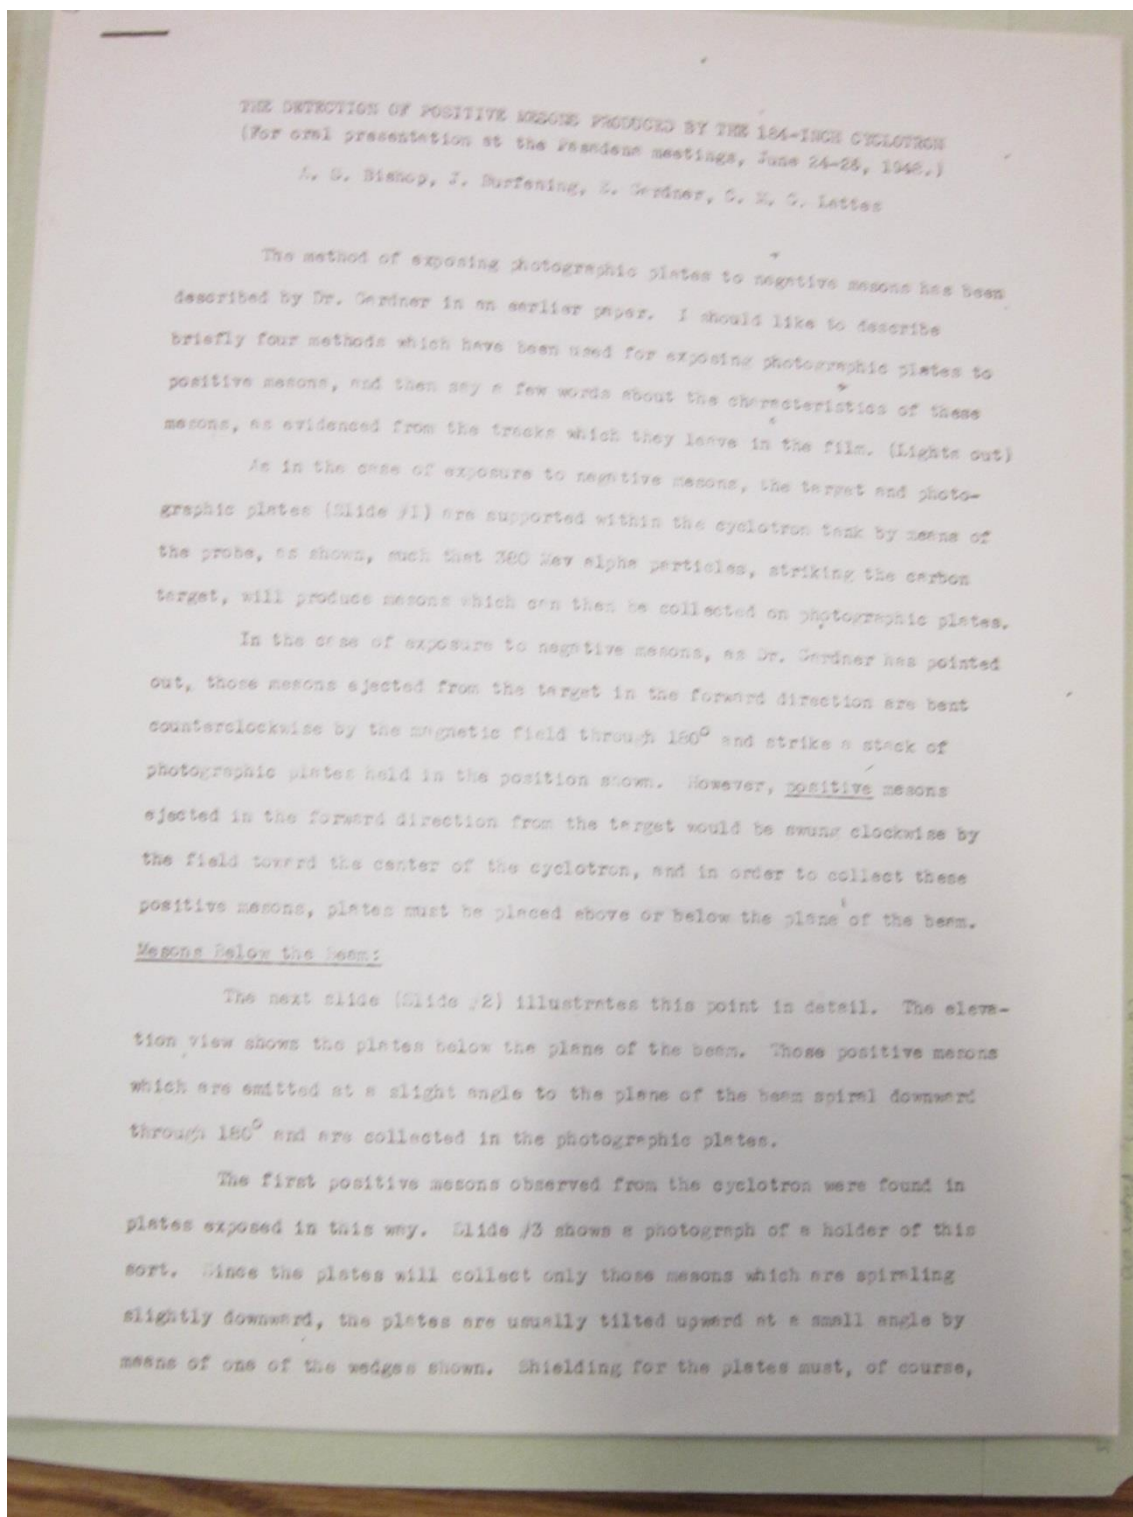 THE DETECTION OF POSITIVE MESONS PRODUCED BY THE 184-INCH CYCLOTRON
(For oral presentation at the Pasadena meetings, June 24-26, 1948.)
A. S. Bishop, J. Burfening, E. Gardner, C. M. G. Lattes
The method of exposing photographic plates to negative mesons has been
described by Dr. Gardner in an earlier paper. I should like to describe
briefly four methods which have been used for exposing photographic plates to
positive mesons, and then say a few words about the characteristics of these
mesons, as evidenced from the tracks which they leave in the film. (Lights out)
As in the case of exposure to negative mesons, the target and photo-
graphic plates (Slide #1) are supported within the cyclotron tank by means of
the probe, as shown, such that 380 Mev alpha particles, striking the carbon
target, will produce mesons which can then be collected on photographic plates.
In the case of exposure to negative mesons, as Dr. Gardner has pointed
out, those mesons ejected from the target in the forward direction are bent
counterclockwise by the magnetic field through 180° and strike a stack of
photographic plates held in the position shown. However, positive mesons
ejected in the forward direction from the target would be swung clockwise by
the field toward the center of the cyclotron, and in order to collect these
positive mesons, plates must be placed above or below the plane of the beam.
Mesons Below the Beam:
The next slide (Slide #2) illustrates this point in detail. The eleva-
tion view shows the plates below the plane of the beam. Those positive mesons
which are emitted at a slight angle to the plane of the beam spiral downward
through 180° and are collected in the photographic plates.
The first positive mesons observed from the cyclotron were found in
plates exposed in this way. Slide #3 shows a photograph of a holder of this
sort. Since the plates will collect only those mesons which are spiraling
slightly downward, the plates are usually tilted upward at a small angle by
means of one of the wedges shown. Shielding for the plates must, of course,